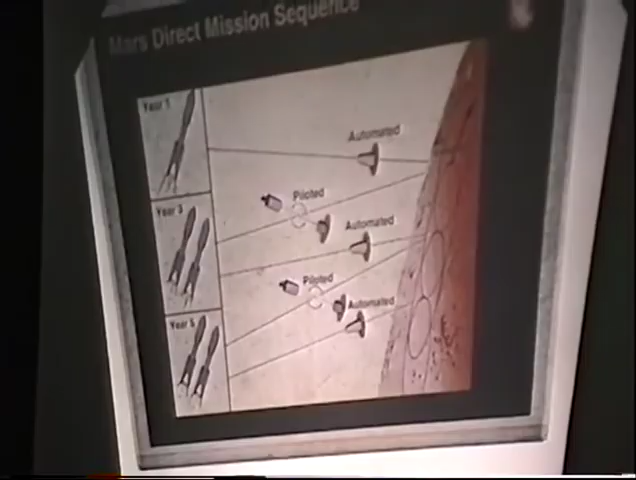 Mars Direct Mission Sequence
Year 1
Automated
Piloted
Year 3
Automated
Piloted
Automated
Year 5